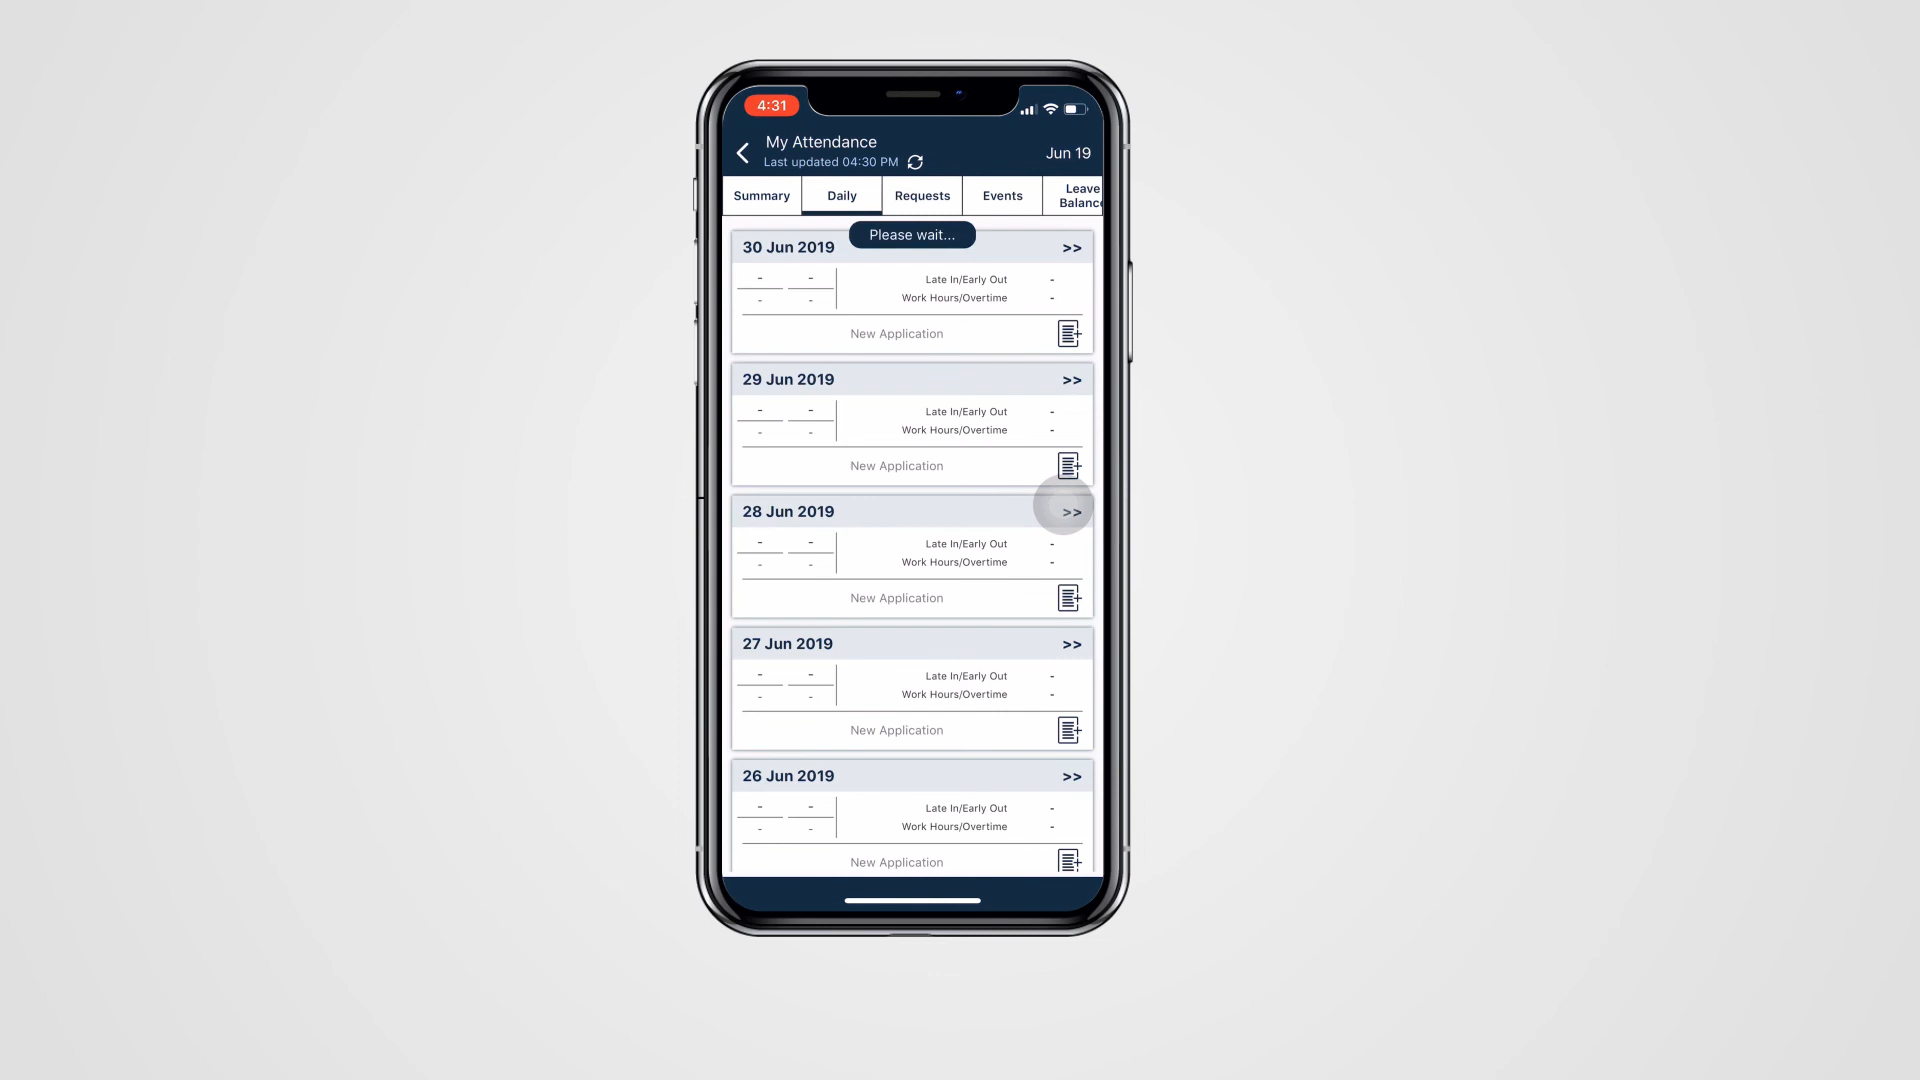 4:31
My Attendance
Last updated 04:30 PM
Jun 19
Summary
Daily
Requests
Events
Leave
Balanc
Please wait...
30 Jun 2019 >>
- -
- -
Late In/Early Out -
Work Hours/Overtime -
New Application
29 Jun 2019 >>
- -
- -
Late In/Early Out -
Work Hours/Overtime -
New Application
28 Jun 2019 >>
- -
- -
Late In/Early Out -
Work Hours/Overtime -
New Application
27 Jun 2019 >>
- -
- -
Late In/Early Out -
Work Hours/Overtime -
New Application
26 Jun 2019 >>
- -
- -
Late In/Early Out -
Work Hours/Overtime -
New Application